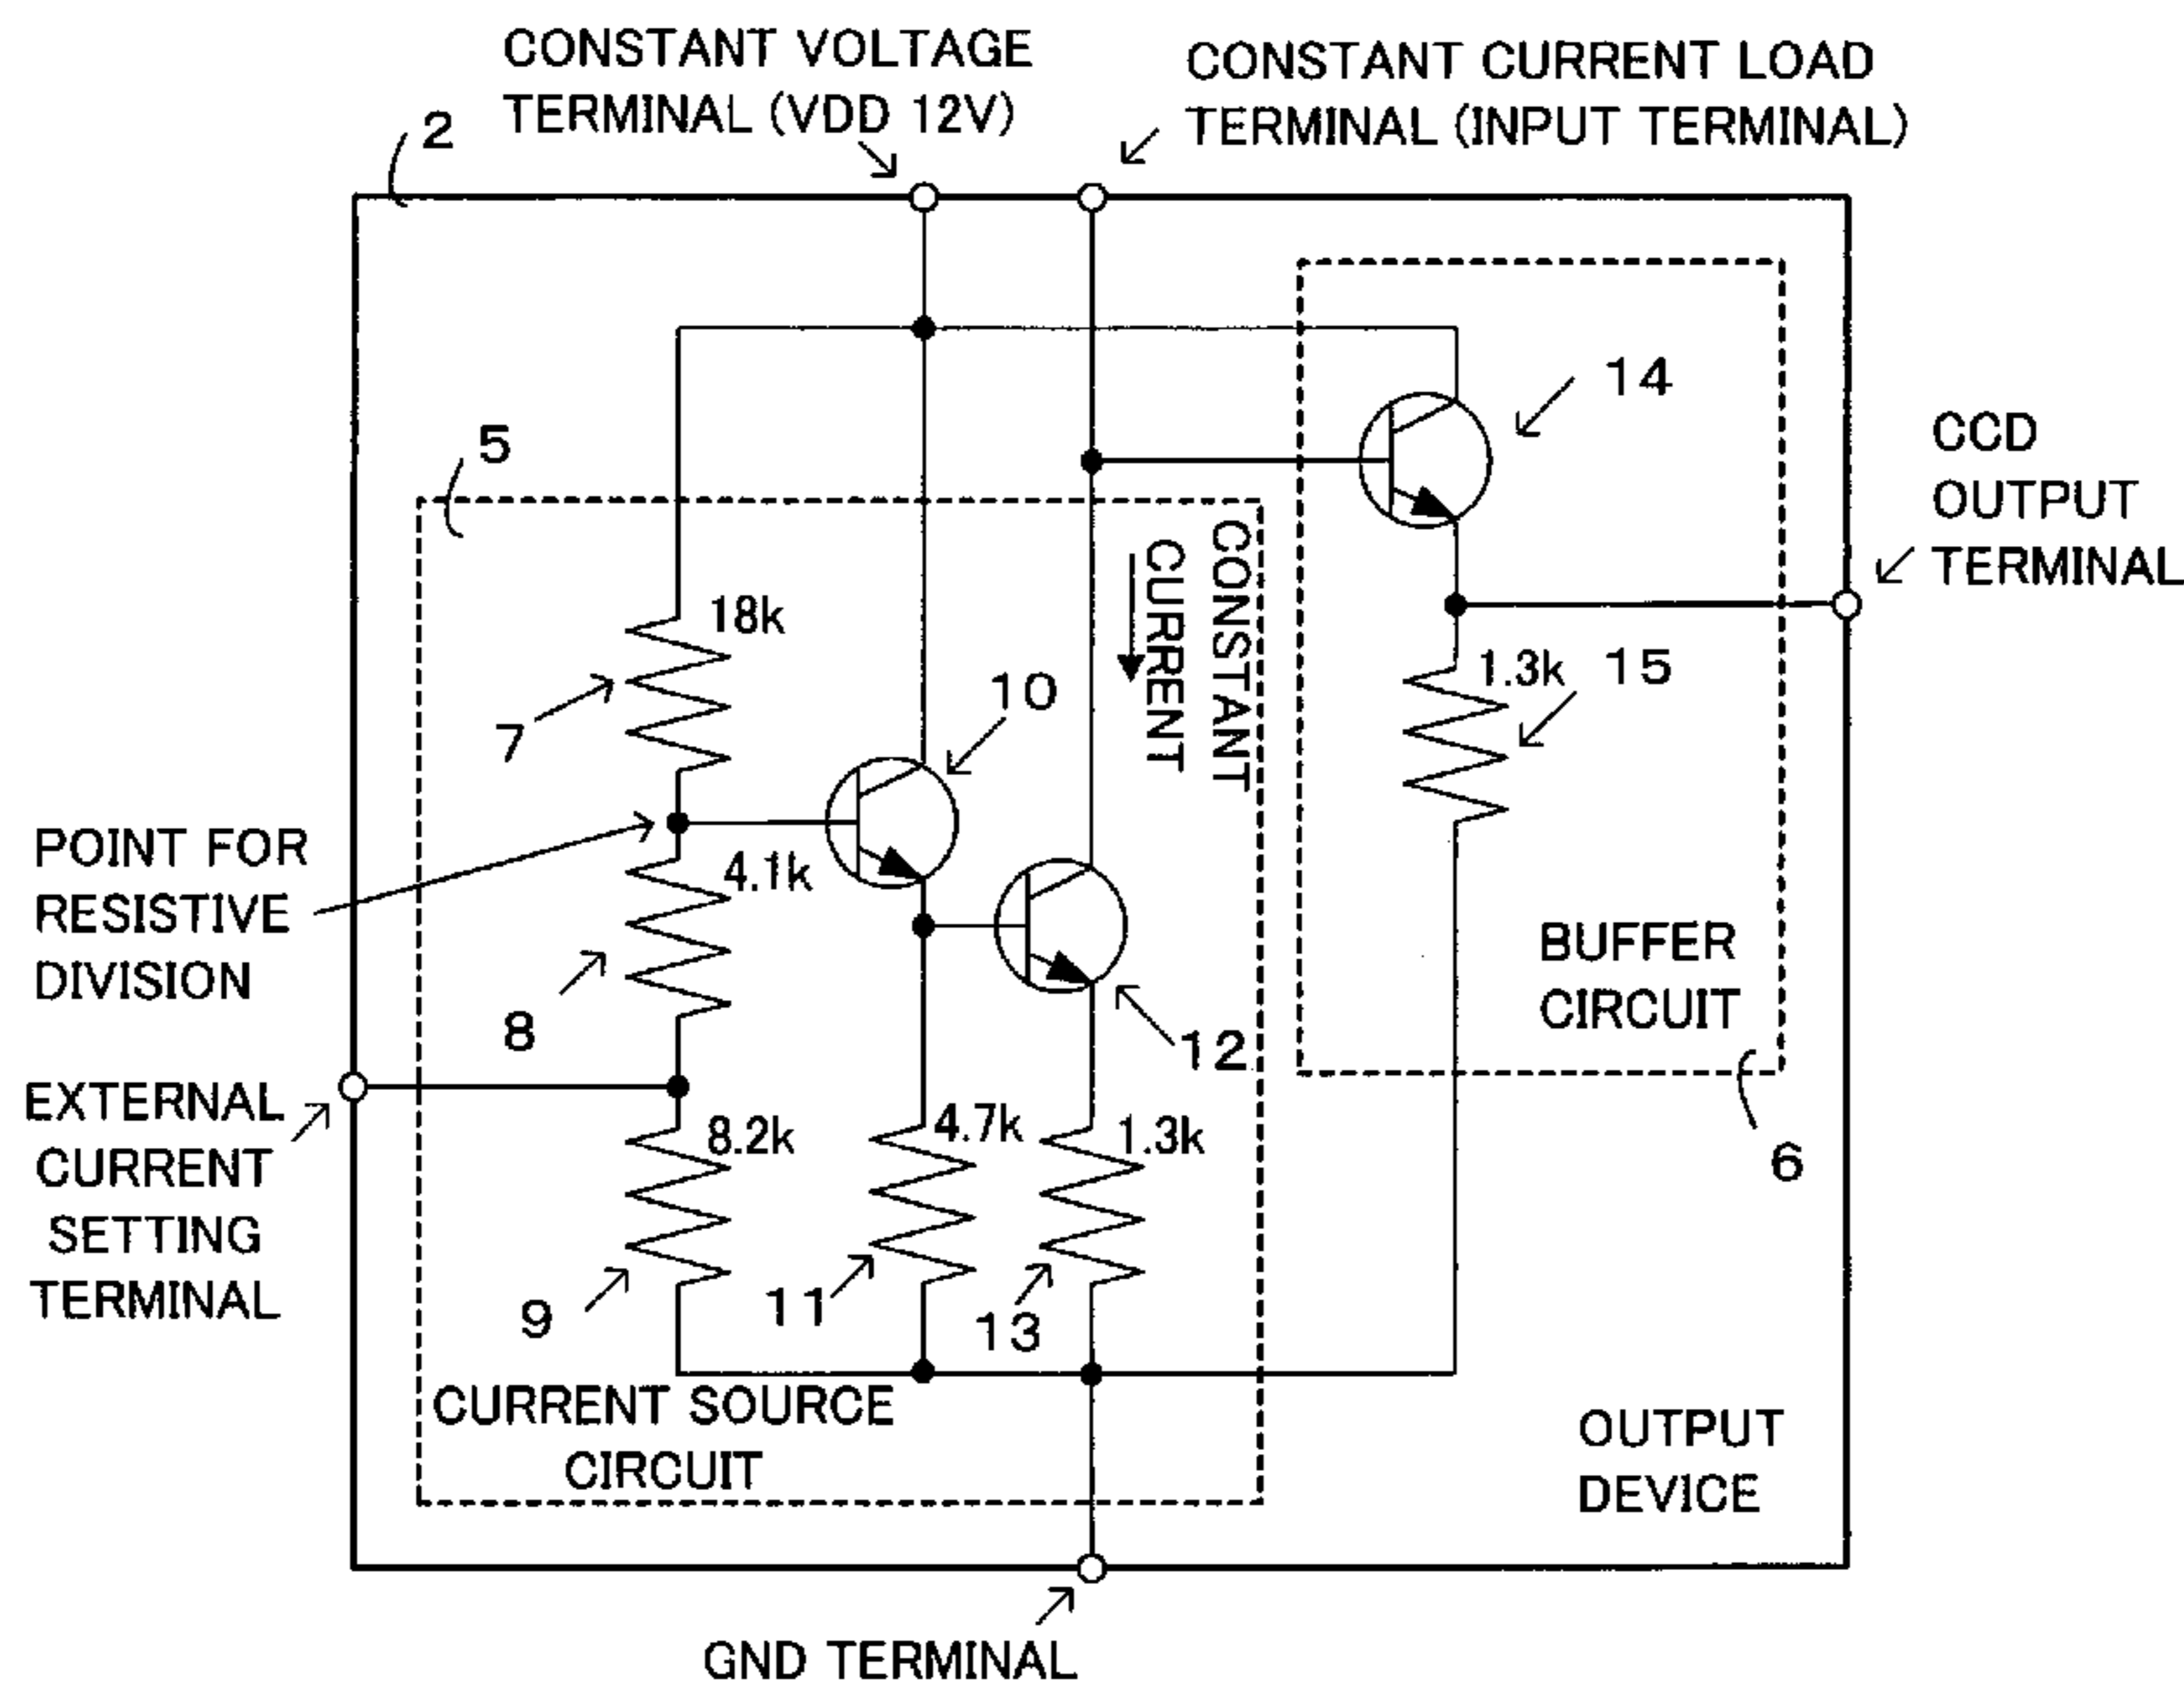 CONSTANT VOLTAGE
TERMINAL (VDD 12V)
CONSTANT CURRENT LOAD
TERMINAL (INPUT TERMINAL)
2
14
CCD
OUTPUT
TERMINAL
5
CONSTANT
CURRENT
18k
7
10
1.3k
15
POINT FOR
RESISTIVE
DIVISION
4.1k
8
12
BUFFER
CIRCUIT
6
EXTERNAL
CURRENT
SETTING
TERMINAL
8.2k
4.7k
1.3k
9
11
13
CURRENT SOURCE
CIRCUIT
OUTPUT
DEVICE
GND TERMINAL